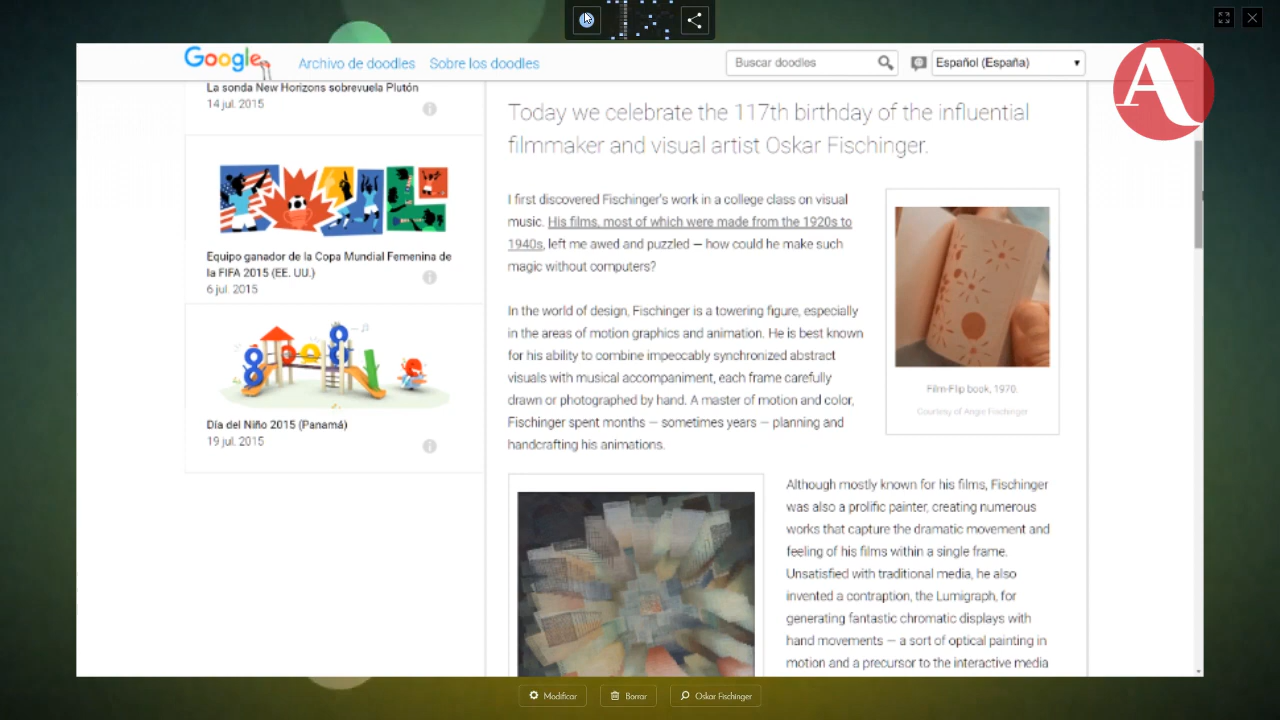 Google
Archivo de doodles
Sobre los doodles
Buscar doodles
Español (España)
A
La sonda New Horizons sobrevuela Plutón
14 jul. 2015
Equipo ganador de la Copa Mundial Femenina de
la FIFA 2015 (EE. UU.)
6 jul. 2015
Día del Niño 2015 (Panamá)
19 jul. 2015
Today we celebrate the 117th birthday of the influential
filmmaker and visual artist Oskar Fischinger.
I first discovered Fischinger's work in a college class on visual
music. His films, most of which were made from the 1920s to
1940s, left me awed and puzzled — how could he make such
magic without computers?
In the world of design, Fischinger is a towering figure, especially
in the areas of motion graphics and animation. He is best known
for his ability to combine impeccably synchronized abstract
visuals with musical accompaniment, each frame carefully
drawn or photographed by hand. A master of motion and color,
Fischinger spent months — sometimes years — planning and
handcrafting his animations.
Film-Flip book, 1970.
Courtesy of Angie Fischinger
Although mostly known for his films, Fischinger
was also a prolific painter, creating numerous
works that capture the dramatic movement and
feeling of his films within a single frame.
Unsatisfied with traditional media, he also
invented a contraption, the Lumigraph, for
generating fantastic chromatic displays with
hand movements — a sort of optical painting in
motion and a precursor to the interactive media
Modificar
Borrar
Oskar Fischinger